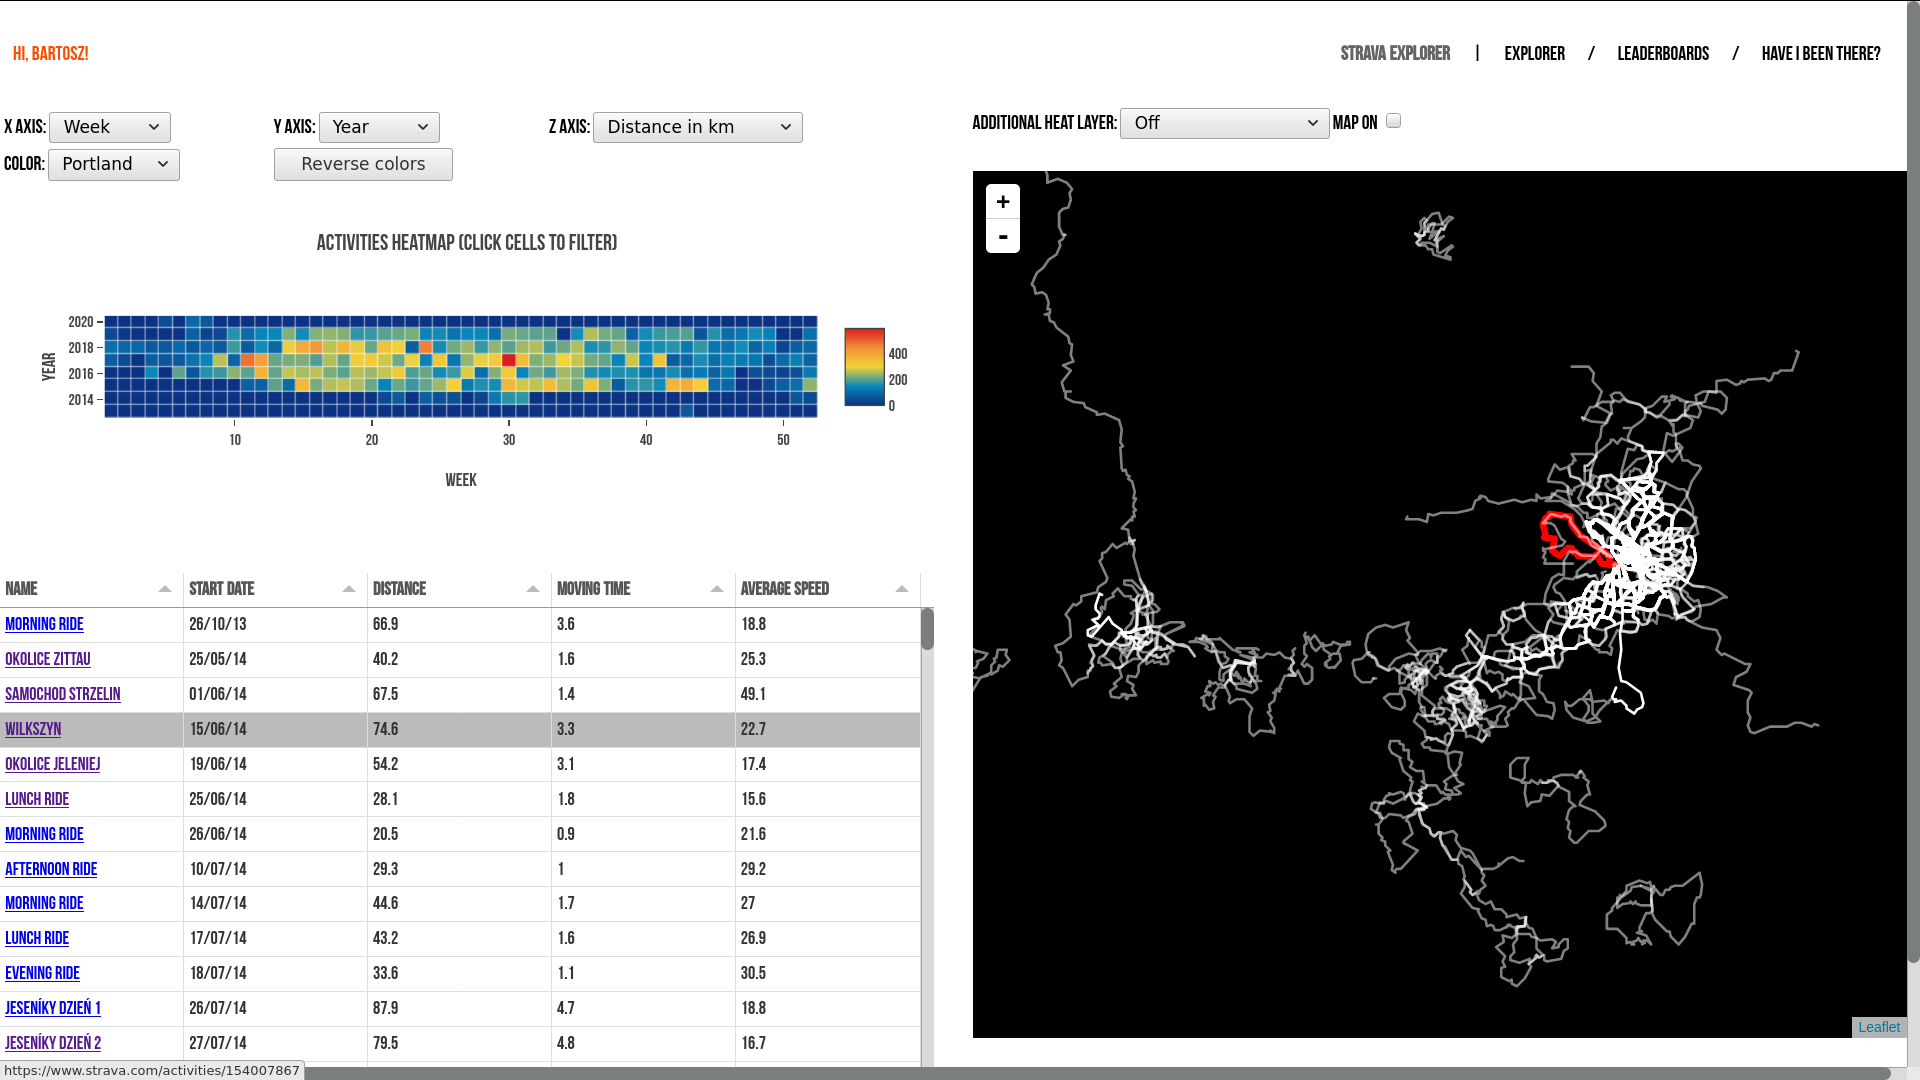 HI, BARTOSZ!
STRAVA EXPLORER | EXPLORER / LEADERBOARDS / HAVE I BEEN THERE?
X AXIS: Week Y AXIS: Year Z AXIS: Distance in km
COLOR: Portland Reverse colors
ADDITIONAL HEAT LAYER: Off MAP ON
+
-
ACTIVITIES HEATMAP (CLICK CELLS TO FILTER)
YEAR
2020
2018
2016
2014
10 20 30 40 50
WEEK
400
200
0
NAME START DATE DISTANCE MOVING TIME AVERAGE SPEED
MORNING RIDE 26/10/13 66.9 3.6 18.8
OKOLICE ZITTAU 25/05/14 40.2 1.6 25.3
SAMOCHOD STRZELIN 01/06/14 67.5 1.4 49.1
WILKSZYN 15/06/14 74.6 3.3 22.7
OKOLICE JELENIEJ 19/06/14 54.2 3.1 17.4
LUNCH RIDE 25/06/14 28.1 1.8 15.6
MORNING RIDE 26/06/14 20.5 0.9 21.6
AFTERNOON RIDE 10/07/14 29.3 1 29.2
MORNING RIDE 14/07/14 44.6 1.7 27
LUNCH RIDE 17/07/14 43.2 1.6 26.9
EVENING RIDE 18/07/14 33.6 1.1 30.5
JESENÍKY DZIEŃ 1 26/07/14 87.9 4.7 18.8
JESENÍKY DZIEŃ 2 27/07/14 79.5 4.8 16.7
https://www.strava.com/activities/154007867
Leaflet